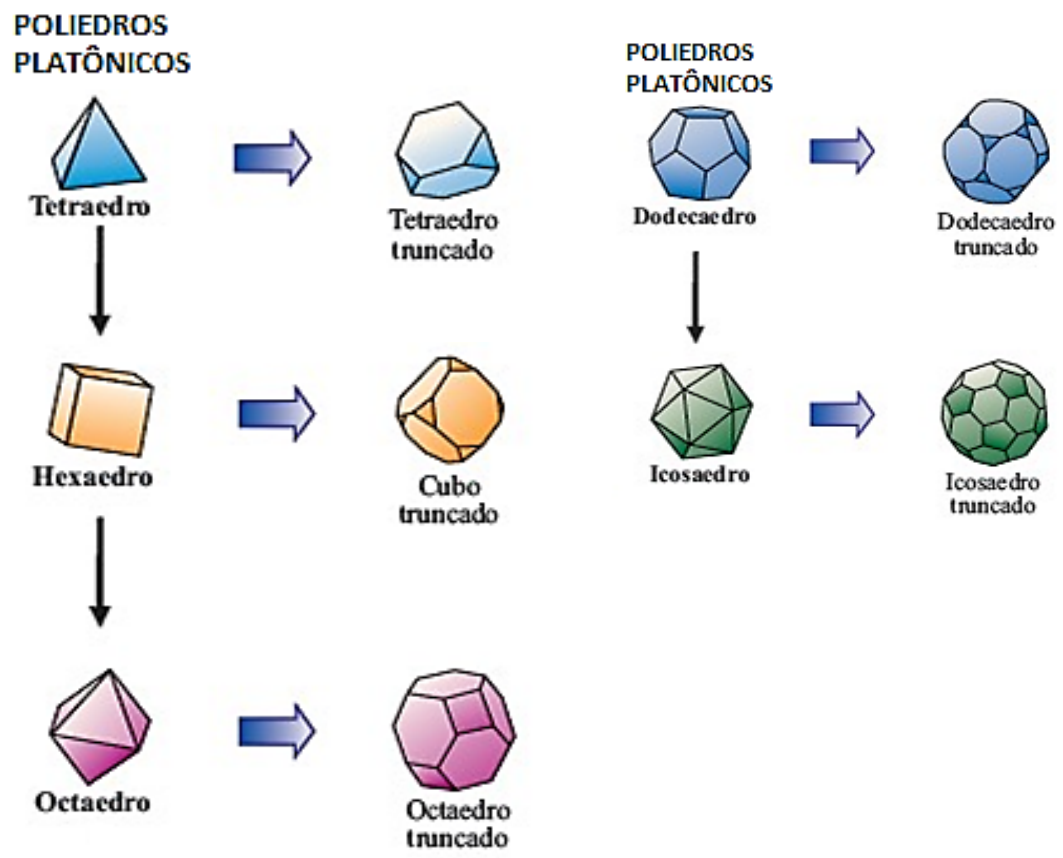 POLIEDROS
PLATÔNICOS
Tetraedro
Tetraedro
truncado
Hexaedro
Cubo
truncado
Octaedro
Octaedro
truncado
POLIEDROS
PLATÔNICOS
Dodecaedro
Dodecaedro
truncado
Icosaedro
Icosaedro
truncado